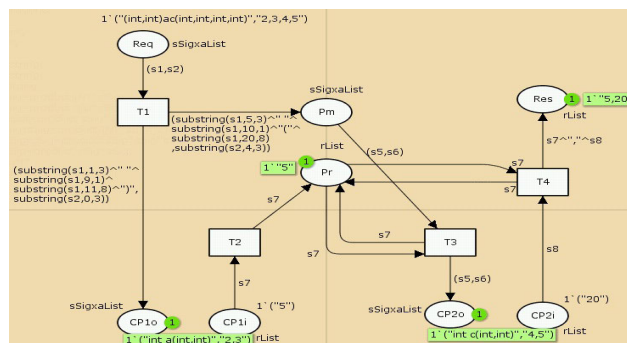 1`("(int,int)ac(int,int,int,int)","2,3,4,5")
Req
sSigxaList
(s1,s2)
T1
(substring(s1,5,3)^" "^
substring(s1,10,1)^"("^
substring(s1,20,8)
,substring(s2,4,3))
sSigxaList
Pm
Res
1
1`"5,20
rList
(substring(s1,1,3)^" "^
substring(s1,9,1)^
substring(s1,11,8)^")",
substring(s2,0,3))
rList
1`"5"
1
Pr
(s5,s6)
s7^","^s8
s7
s7
T4
s7
T2
s7
s7
T3
s7
(s5,s6)
s8
sSigxaList
CP1o
1
1`("int a(int,int)","2,3")
1`("5")
CP1i
rList
sSigxaList
CP2o
1
1`("int c(int,int)","4,5")
1`("20")
CP2i
rList